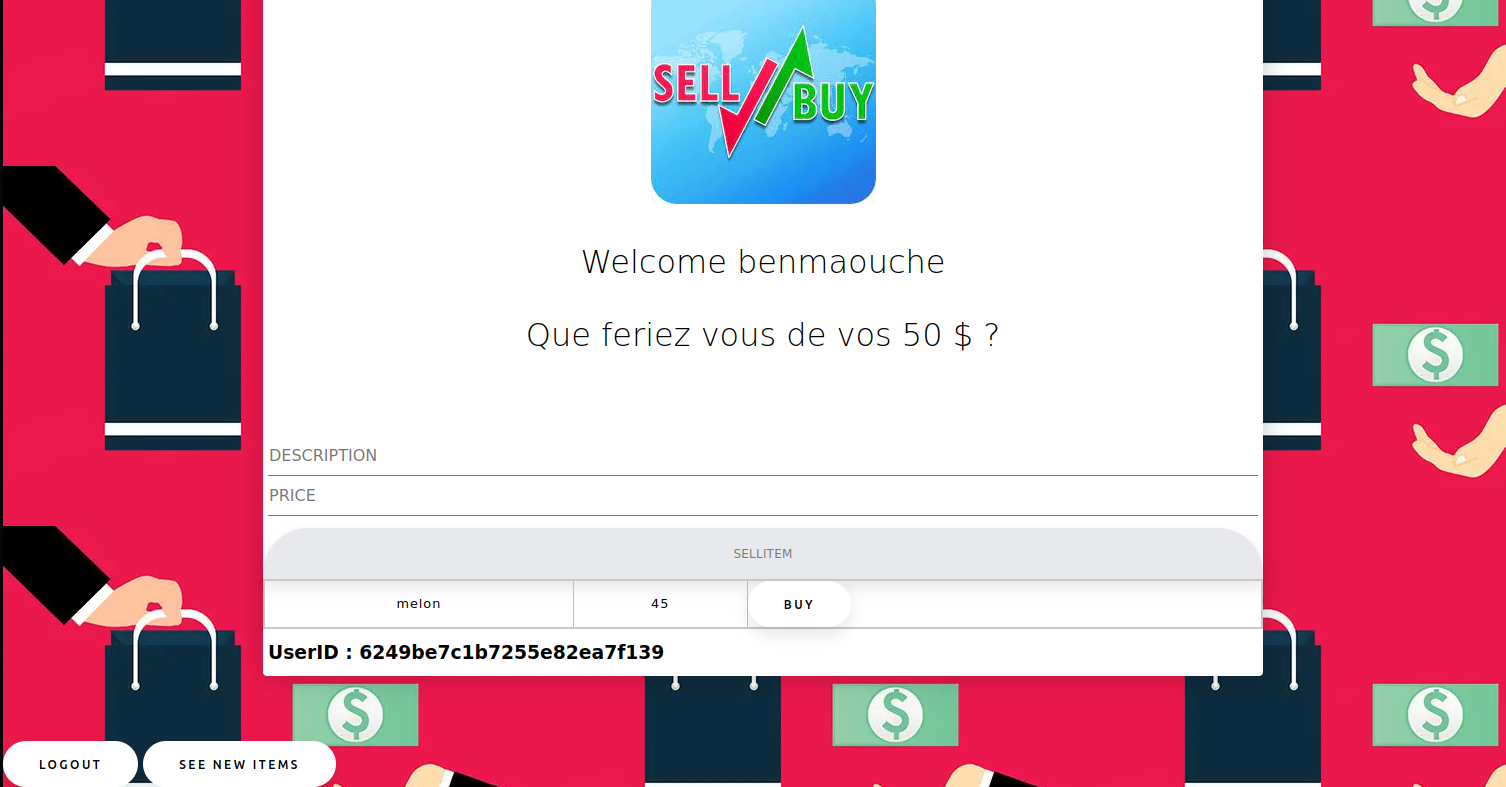 SELL BUY
Welcome benmaouche
Que feriez vous de vos 50 $ ?
DESCRIPTION
PRICE
SELLITEM
melon 45 BUY
UserID : 6249be7c1b7255e82ea7f139
$ $ $ $ $
LOGOUT SEE NEW ITEMS